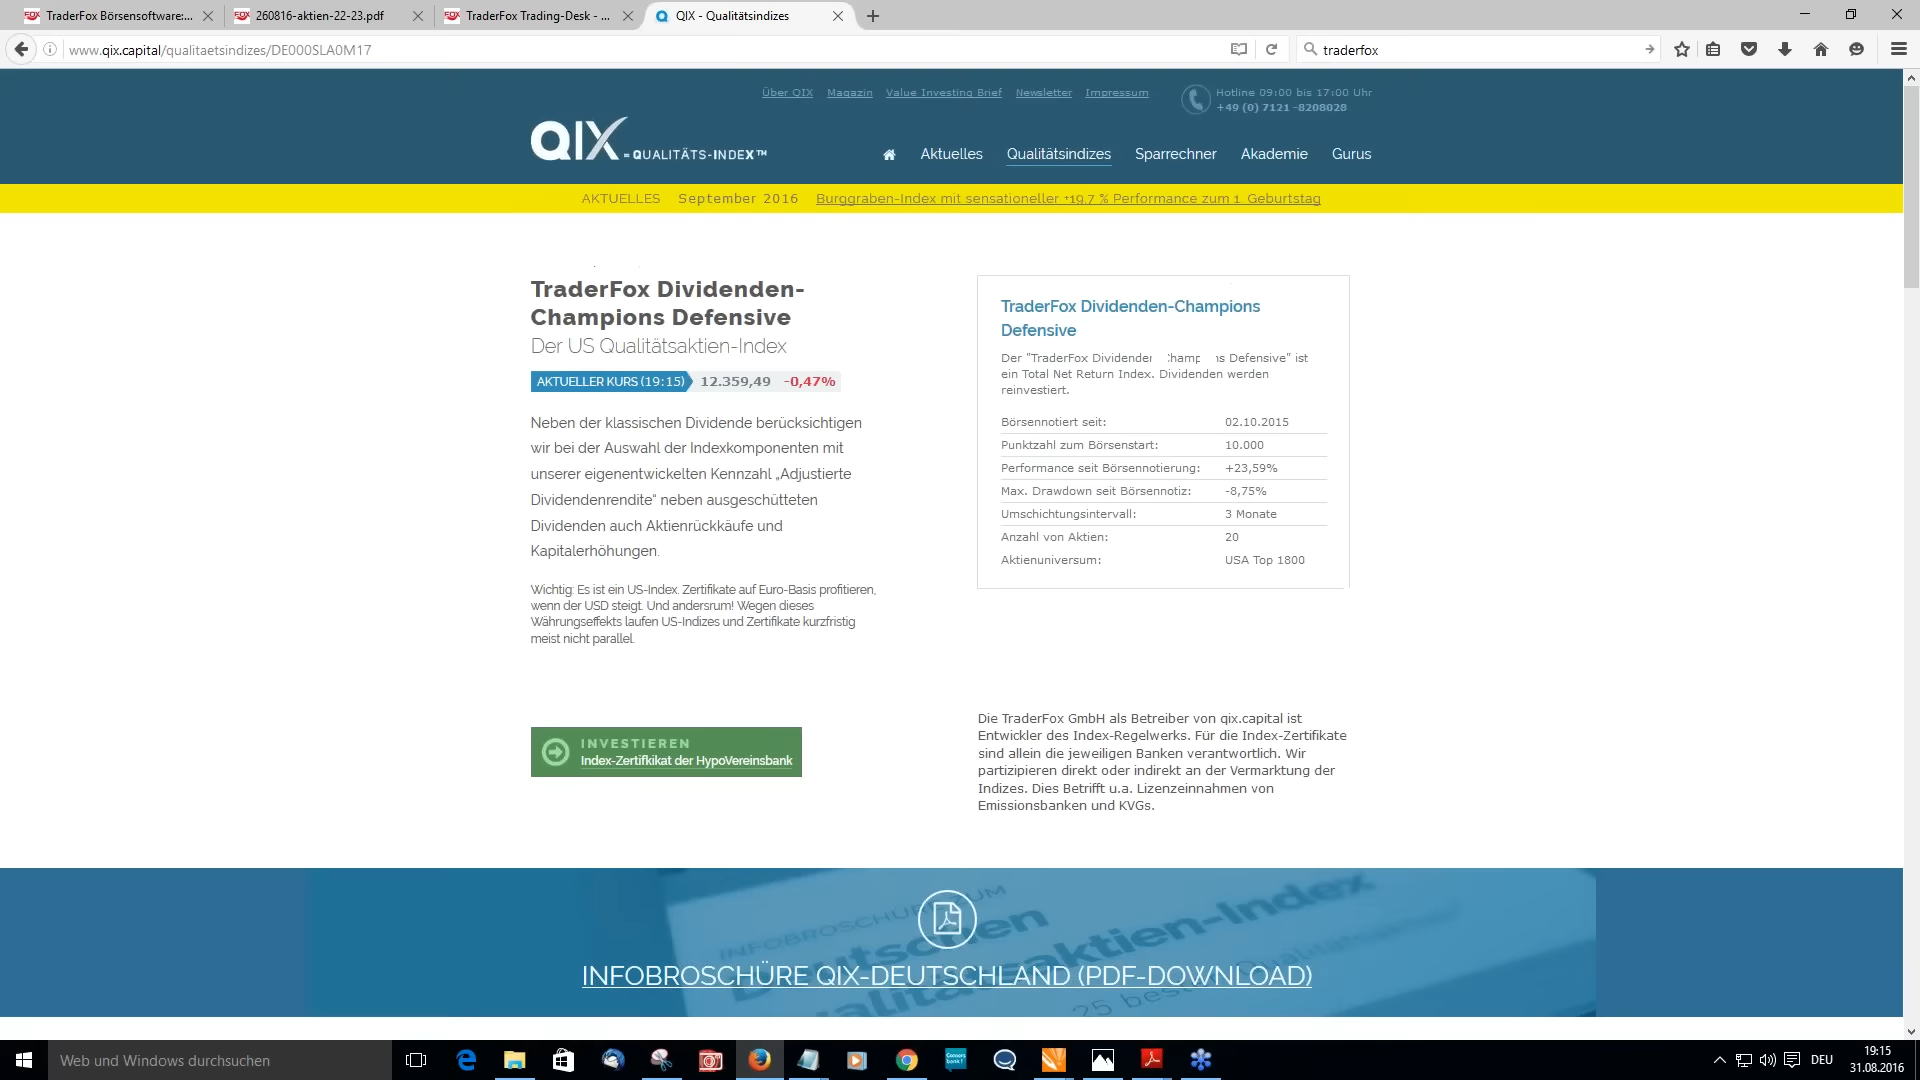 TraderFox Börsensoftware:...
260816-aktien-22-23.pdf
TraderFox Trading-Desk - ...
QIX - Qualitätsindizes
www.qix.capital/qualitaetsindizes/DE000SLA0M17
traderfox
Über QIX Magazin Value Investing Brief Newsletter Impressum
Hotline 09:00 bis 17:00 Uhr
+49 (0) 7121 -8208028
QIX = QUALITÄTS-INDEX™
Aktuelles Qualitätsindizes Sparrechner Akademie Gurus
AKTUELLES September 2016 Burggraben-Index mit sensationeller +19,7 % Performance zum 1. Geburtstag
TraderFox Dividenden-
Champions Defensive
Der US Qualitätsaktien-Index
AKTUELLER KURS (19:15) 12.359,49 -0,47%
Neben der klassischen Dividende berücksichtigen
wir bei der Auswahl der Indexkomponenten mit
unserer eigenentwickelten Kennzahl „Adjustierte
Dividendenrendite“ neben ausgeschütteten
Dividenden auch Aktienrückkäufe und
Kapitalerhöhungen.
Wichtig: Es ist ein US-Index. Zertifikate auf Euro-Basis profitieren,
wenn der USD steigt. Und andersrum! Wegen dieses
Währungseffekts laufen US-Indizes und Zertifikate kurzfristig
meist nicht parallel.
INVESTIEREN
Index-Zertifkikat der HypoVereinsbank
TraderFox Dividenden-Champions
Defensive
Der "TraderFox Defensive" ist
ein Total Net Return Index. Dividenden werden
reinvestiert.
Börsennotiert seit: 02.10.2015
Punktzahl zum Börsenstart: 10.000
Performance seit Börsennotierung: +23,59%
Max. Drawdown seit Börsennotiz: -8,75%
Umschichtungsintervall: 3 Monate
Anzahl von Aktien: 20
Aktienuniversum: USA Top 1800
Die TraderFox GmbH als Betreiber von qix.capital ist
Entwickler des Index-Regelwerks. Für die Index-Zertifikate
sind allein die jeweiligen Banken verantwortlich. Wir
partizipieren direkt oder indirekt an der Vermarktung der
Indizes. Dies Betrifft u.a. Lizenzeinnahmen von
Emissionsbanken und KVGs.
INFOBROSCHÜRE QIX-DEUTSCHLAND (PDF-DOWNLOAD)
Web und Windows durchsuchen
DEU
19:15
31.08.2016